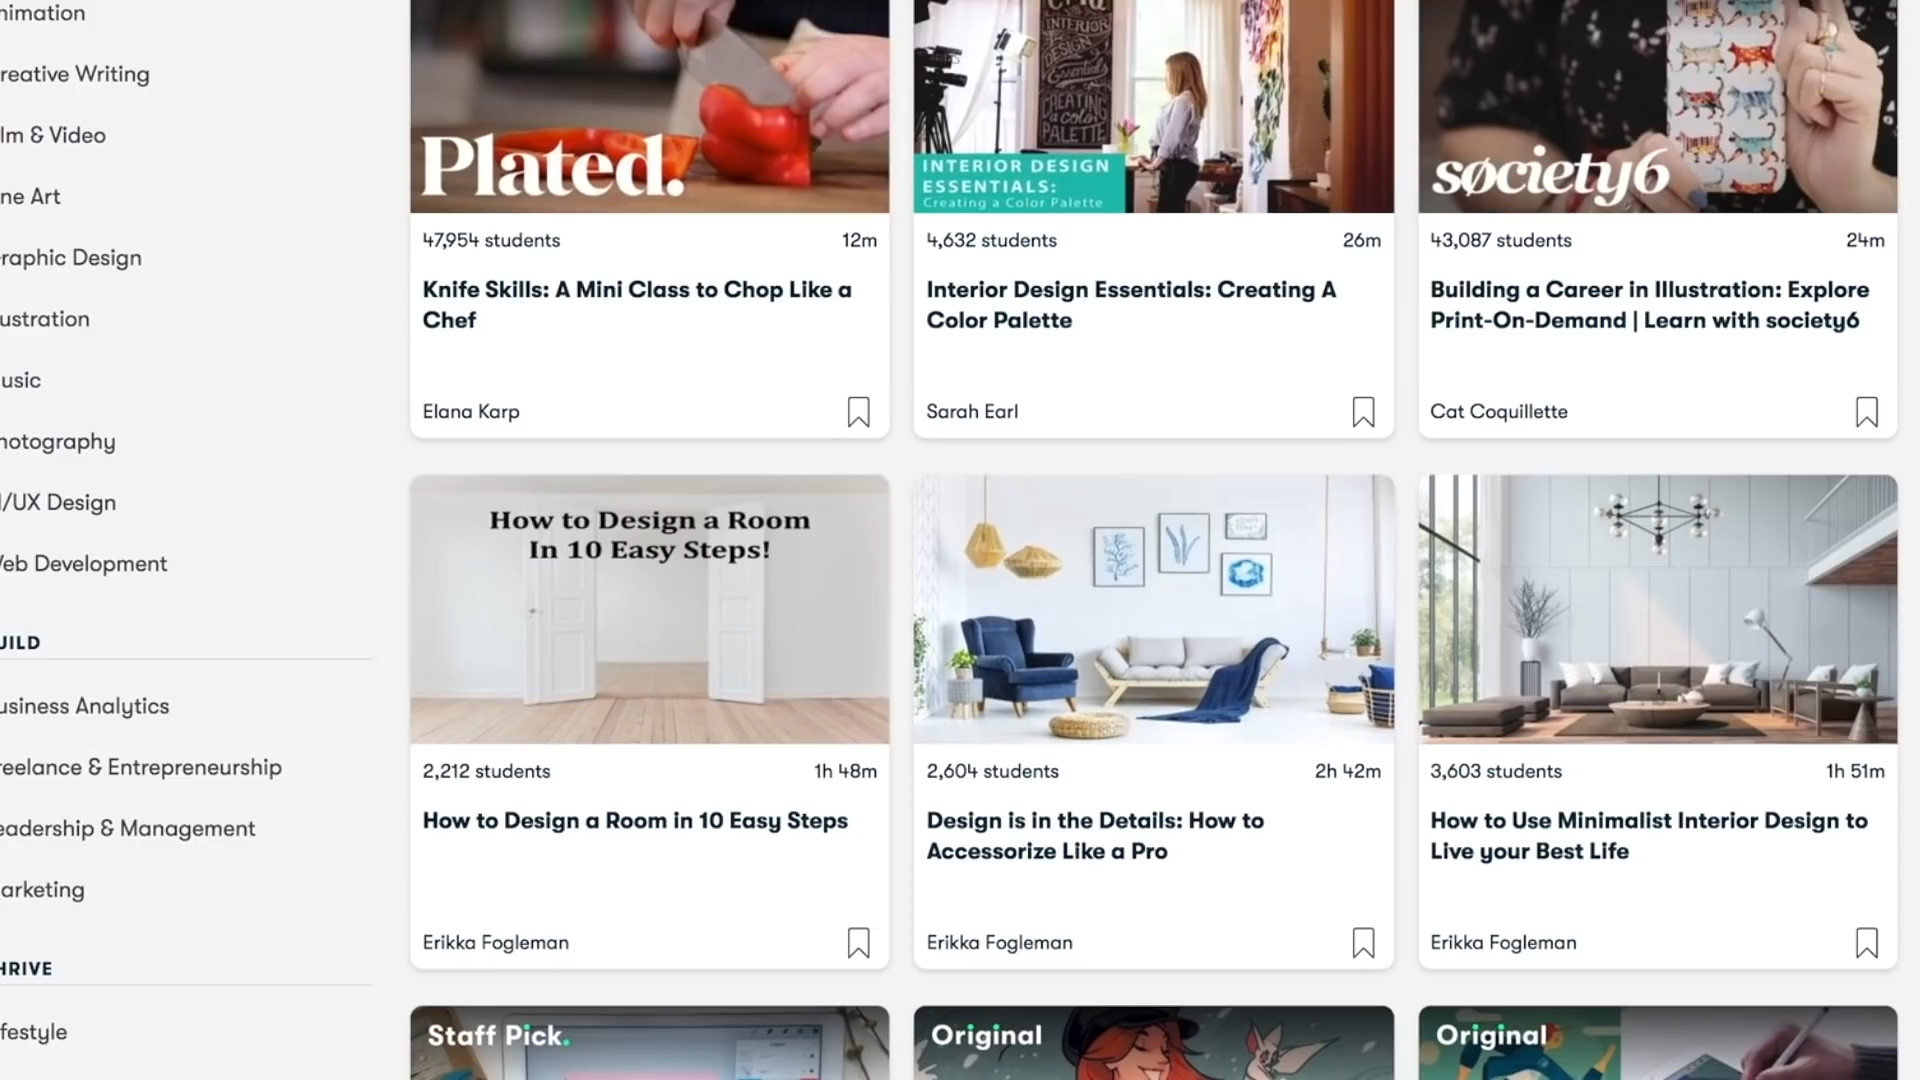 nimation
reative Writing
lm & Video
ne Art
raphic Design
ustration
usic
hotography
I/UX Design
eb Development
UILD
usiness Analytics
reelance & Entrepreneurship
eadership & Management
arketing
HRIVE
festyle
Plated.
47,954 students 12m
Knife Skills: A Mini Class to Chop Like a
Chef
Elana Karp
INTERIOR
DESIGN
Essentials
CREATING
a color
PALETTE
INTERIOR DESIGN
ESSENTIALS:
Creating a Color Palette
4,632 students 26m
Interior Design Essentials: Creating A
Color Palette
Sarah Earl
søciety6
43,087 students 24m
Building a Career in Illustration: Explore
Print-On-Demand | Learn with society6
Cat Coquillette
How to Design a Room
In 10 Easy Steps!
2,212 students 1h 48m
How to Design a Room in 10 Easy Steps
Erikka Fogleman
2,604 students 2h 42m
Design is in the Details: How to
Accessorize Like a Pro
Erikka Fogleman
3,603 students 1h 51m
How to Use Minimalist Interior Design to
Live your Best Life
Erikka Fogleman
Staff Pick.
Original
Original